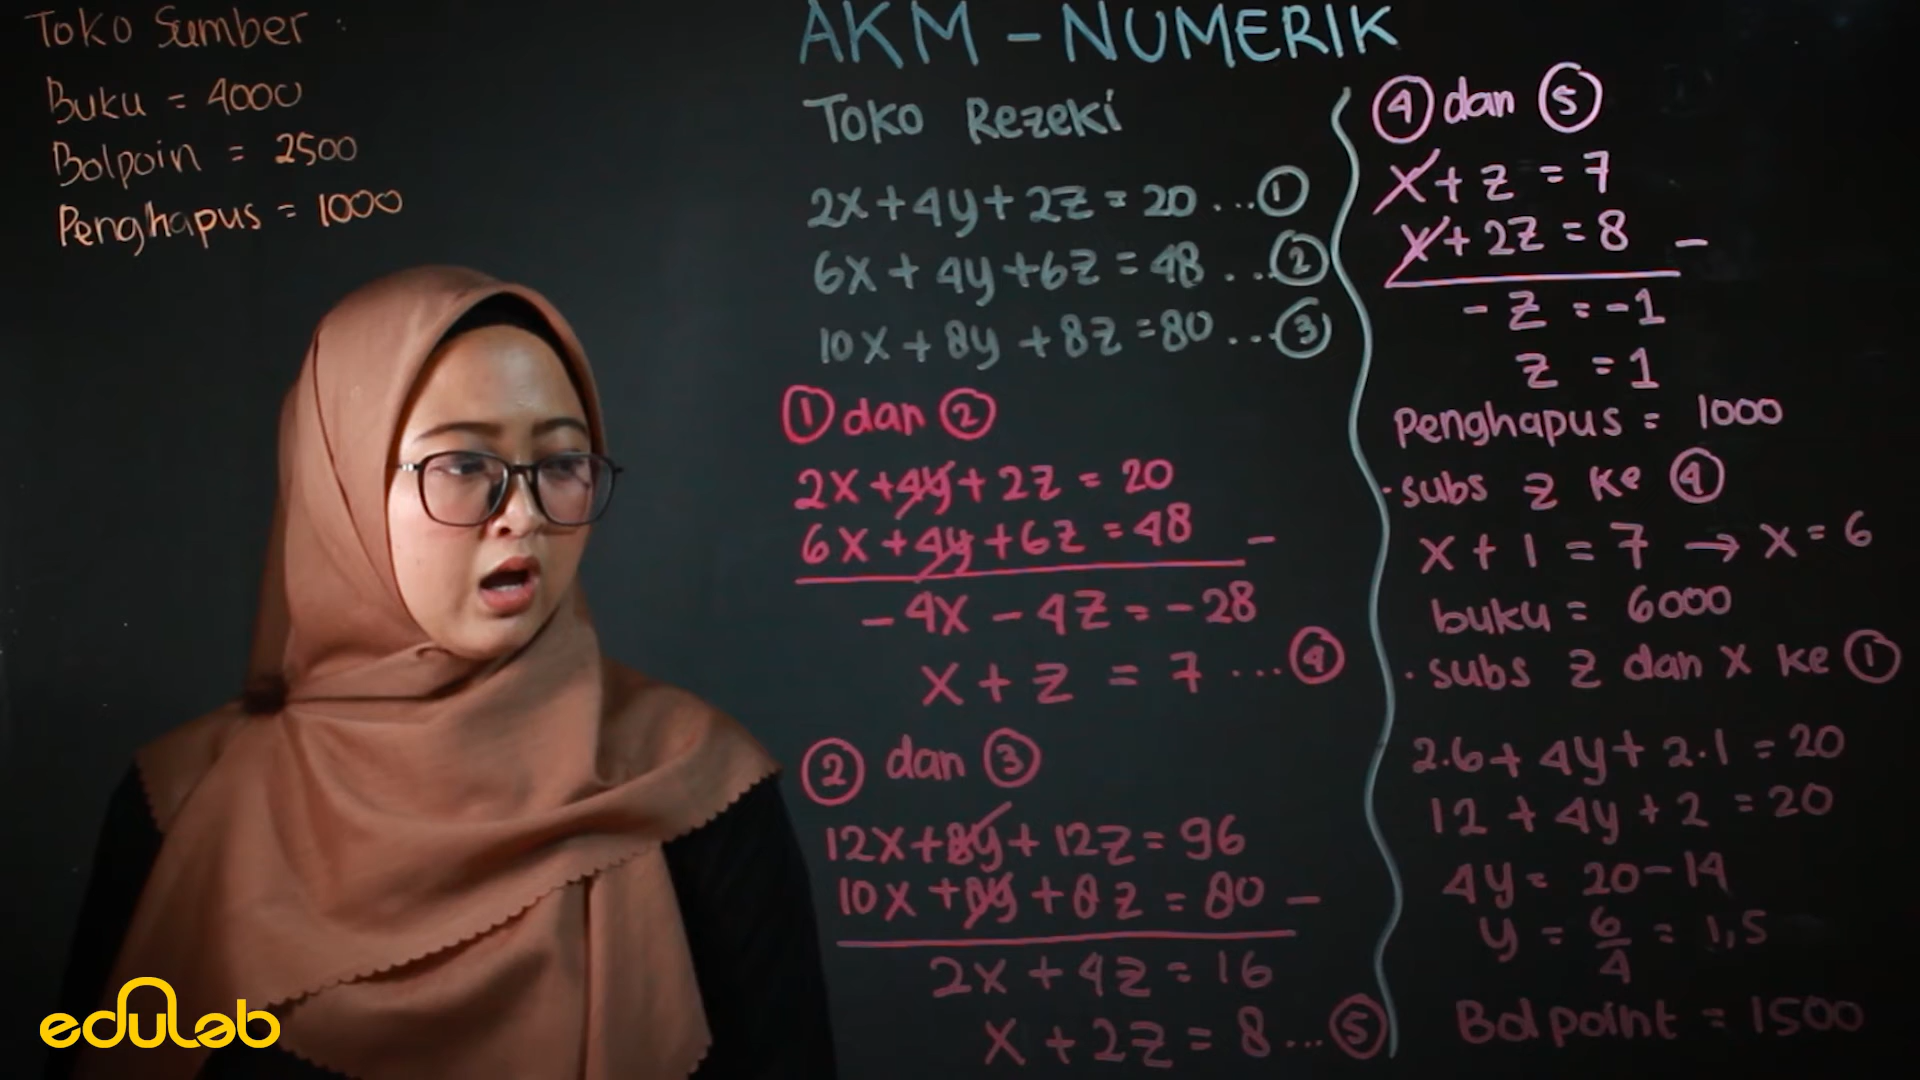 Toko Sumber :
Buku = 4000
Bolpoin = 2500
Penghapus = 1000
AKM - NUMERIK
Toko Rezeki
2x + 4y + 2z = 20 ... ①
6x + 4y + 6z = 48 ... ②
10x + 8y + 8z = 80 ... ③
① dan ②
2x + 4y + 2z = 20
6x + 4y + 6z = 48 -
- 4x - 4z = - 28
x + z = 7 .... ④
② dan ③
12x + 8y + 12z = 96
10x + 8y + 8z = 80 -
2x + 4z = 16
x + 2z = 8 ... ⑤
④ dan ⑤
x + z = 7
x + 2z = 8 -
- z = -1
z = 1
Penghapus = 1000
· subs z ke ④
x + 1 = 7 → x = 6
buku = 6000
· subs z dan x ke ①
2.6 + 4y + 2.1 = 20
12 + 4y + 2 = 20
4y = 20 - 14
y = 6/4 = 1,5
Bolpoint = 1500
edulab